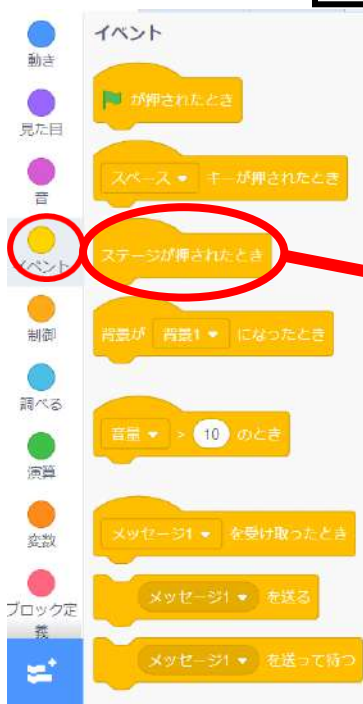 イベント
動き
見た目
音
イベント
制御
調べる
演算
変数
ブロック定
義
が押されたとき
スペース キーが押されたとき
ステージが押されたとき
背景が 背景1 になったとき
音量 > 10 のとき
メッセージ1 を受け取ったとき
メッセージ1 を送る
メッセージ1 を送って待つ